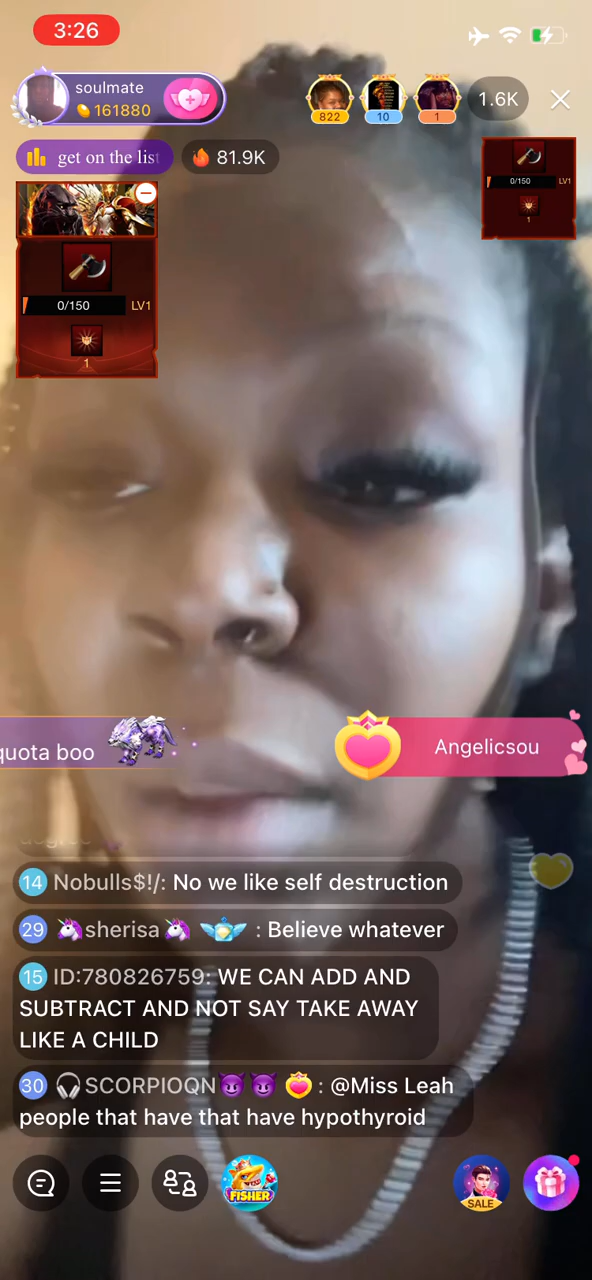 3:26
soulmate
161880
822
10
1
1.6K
get on the list
81.9K
0/150 LV1
1
0/150 LV1
1
quota boo
Angelicsou
14 Nobulls$!/: No we like self destruction
29 🦄sherisa🦄 : Believe whatever
15 ID:780826759: WE CAN ADD AND
SUBTRACT AND NOT SAY TAKE AWAY
LIKE A CHILD
30 🎧SCORPIOQN😈😈 : @Miss Leah
people that have that have hypothyroid
FISHER
SALE